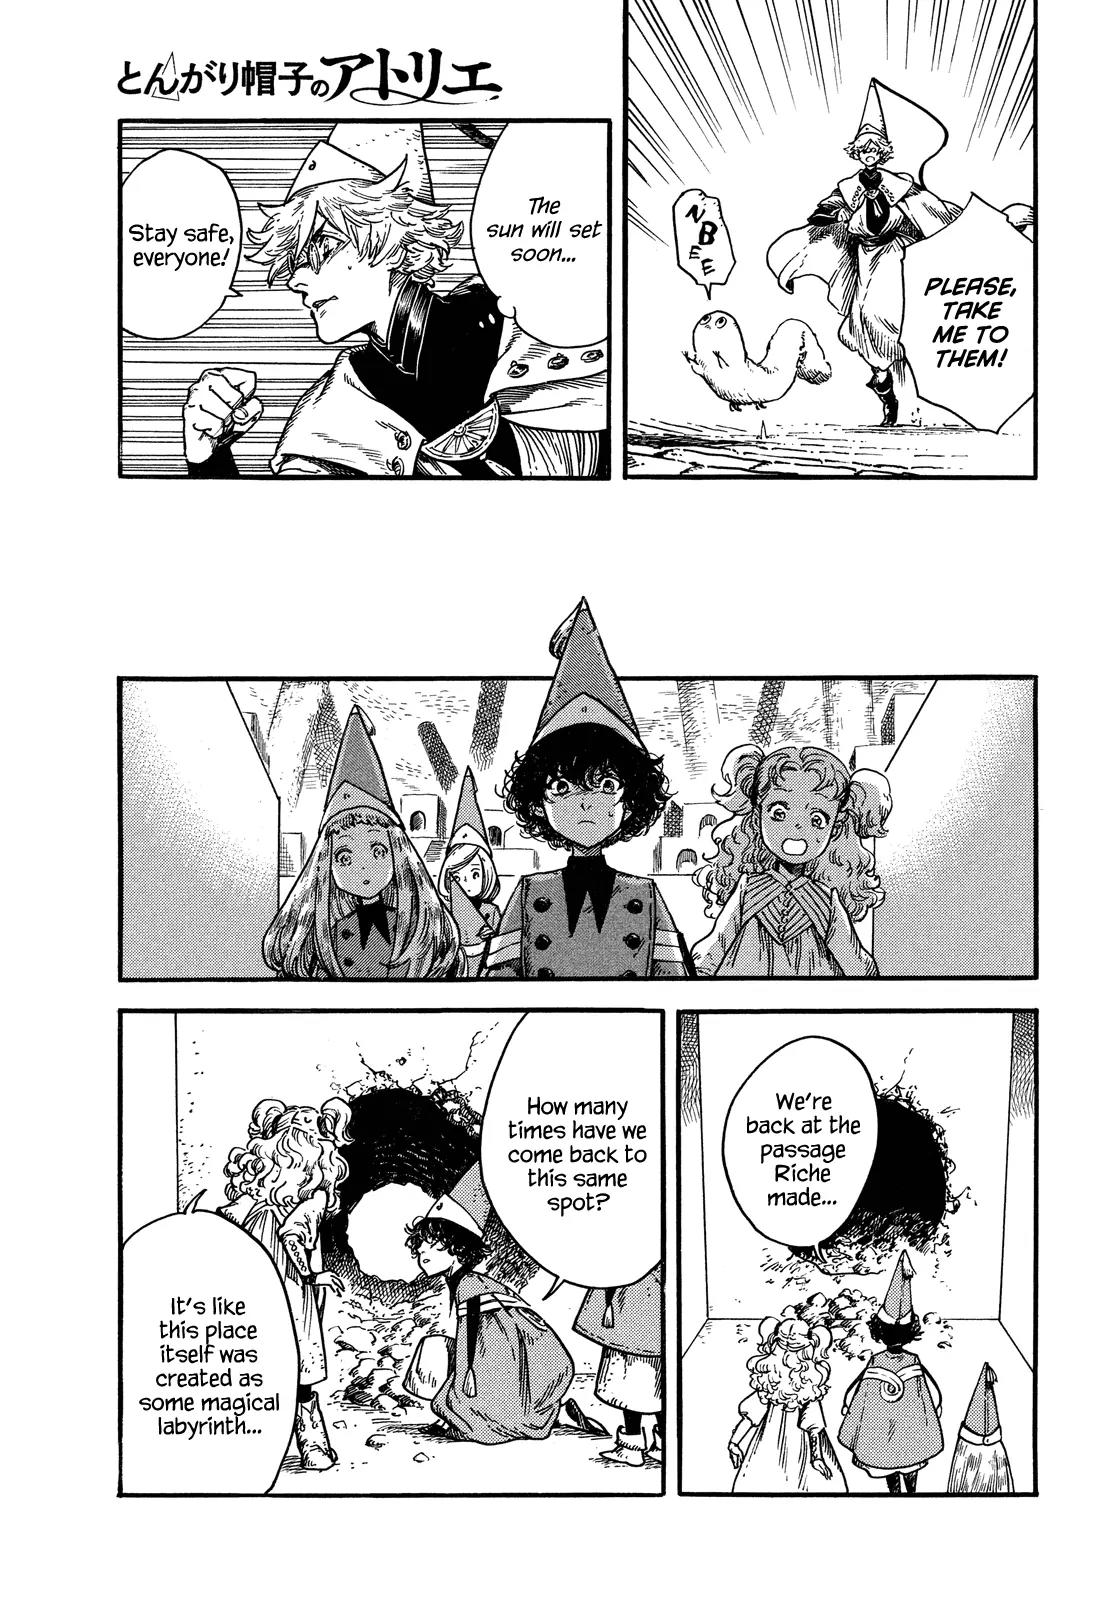 とんがり帽子のアトリエ
NBEE
PLEASE,
TAKE
ME TO
THEM!
The
sun will set
soon...
Stay safe,
everyone!
We're
back at the
passage
Riche
made...
How many
times have we
come back to
this same
spot?
It's like
this place
itself was
created as
some magical
labyrinth...